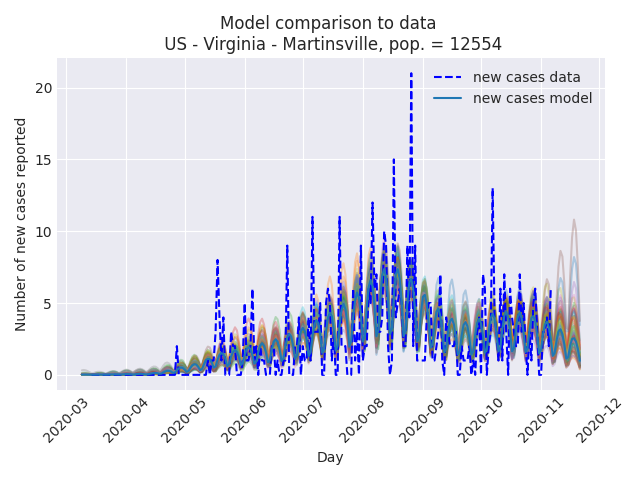 Model comparison to data
US - Virginia - Martinsville, pop. = 12554
new cases data
new cases model
Number of new cases reported
20
15
10
5
0
2020-03
2020-04
2020-05
2020-06
2020-07
2020-08
2020-09
2020-10
2020-11
2020-12
Day